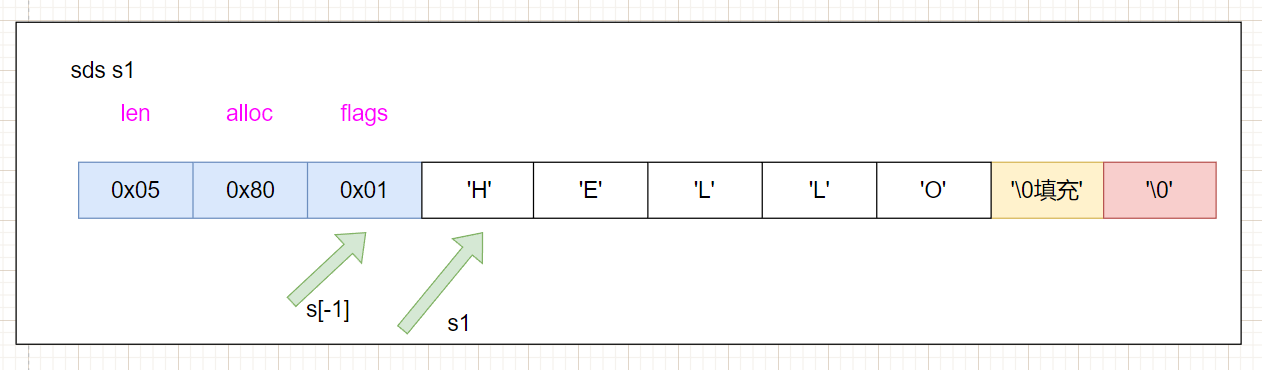 sds s1
len alloc flags
0x05 0x80 0x01 'H' 'E' 'L' 'L' 'O' '\0填充' '\0'
s[-1]
s1